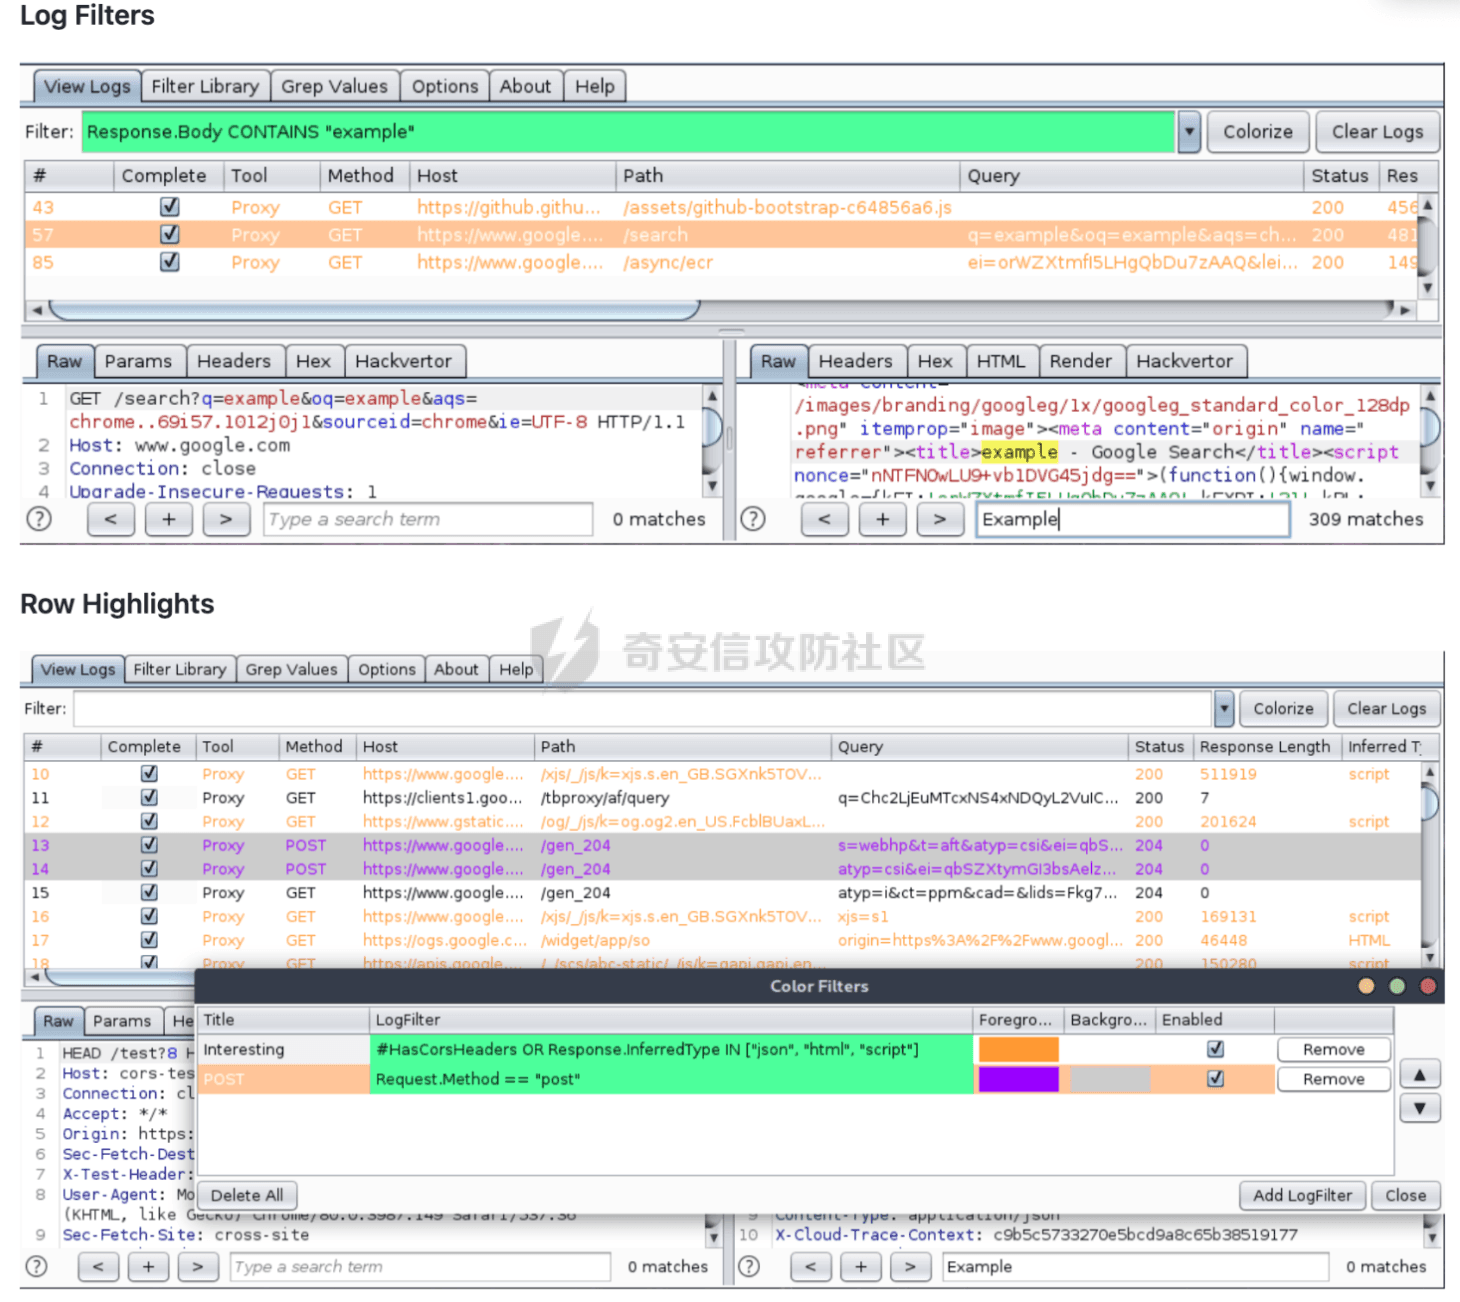 Log Filters
View Logs Filter Library Grep Values Options About Help
Filter: Response.Body CONTAINS "example" Colorize Clear Logs
# Complete Tool Method Host Path Query Status Res
43 Proxy GET https://github.githu... /assets/github-bootstrap-c64856a6.js 200 456
57 Proxy GET https://www.google.... /search q=example&oq=example&aqs=ch... 200 481
85 Proxy GET https://www.google.... /async/ecr ei=orWZXtmfI5LHgQbDu7zAAQ&lei... 200 149
Raw Params Headers Hex Hackvertor
1 GET /search?q=example&oq=example&aqs=
chrome..69i57.1012j0j1&sourceid=chrome&ie=UTF-8 HTTP/1.1
2 Host: www.google.com
3 Connection: close
4 Upgrade-Insecure-Requests: 1
? < + > Type a search term 0 matches
Raw Headers Hex HTML Render Hackvertor
<meta content="
/images/branding/googleg/1x/googleg_standard_color_128dp
.png" itemprop="image"><meta content="origin" name="
referrer"><title>example - Google Search</title><script
nonce="nNTFNOwLU9+vb1DVG45jdg==">(function(){window.
? < + > Example 309 matches
Row Highlights
奇安信攻防社区
View Logs Filter Library Grep Values Options About Help
Filter: Colorize Clear Logs
# Complete Tool Method Host Path Query Status Response Length Inferred T
10 Proxy GET https://www.google.... /xjs/_/js/k=xjs.s.en_GB.SGXnk5TOV... 200 511919 script
11 Proxy GET https://clients1.goo... /tbproxy/af/query q=Chc2LjEuMTcxNS4xNDQyL2VuIC... 200 7
12 Proxy GET https://www.gstatic.... /og/_/js/k=og.og2.en_US.FcblBUaxL... 200 201624 script
13 Proxy POST https://www.google.... /gen_204 s=webhp&t=aft&atyp=csi&ei=qbS... 204 0
14 Proxy POST https://www.google.... /gen_204 atyp=csi&ei=qbSZXtymGI3bsAelz... 204 0
15 Proxy GET https://www.google.... /gen_204 atyp=i&ct=ppm&cad=&lids=Fkg7... 204 0
16 Proxy GET https://www.google.... /xjs/_/js/k=xjs.s.en_GB.SGXnk5TOV... xjs=s1 200 169131 script
17 Proxy GET https://ogs.google.c... /widget/app/so origin=https%3A%2F%2Fwww.googl... 200 46448 HTML
18 Proxy GET https://apis.google.... /_/scs/abc-static/_/js/k=gapi.gapi.en... 200 150280 script
Color Filters
Title LogFilter Foregro... Backgro... Enabled
Interesting #HasCorsHeaders OR Response.InferredType IN ["json", "html", "script"] Remove
POST Request.Method == "post" Remove
Delete All Add LogFilter Close
Raw Params He
1 HEAD /test?8 H
2 Host: cors-tes
3 Connection: cl
4 Accept: */*
5 Origin: https:
6 Sec-Fetch-Dest
7 X-Test-Header:
8 User-Agent: Mo
(KHTML, like Gecko) Chrome/80.0.3987.149 Safari/537.36
9 Sec-Fetch-Site: cross-site
? < + > Type a search term 0 matches
9 Content-Type: application/json
10 X-Cloud-Trace-Context: c9b5c5733270e5bcd9a8c65b38519177
? < + > Example 0 matches